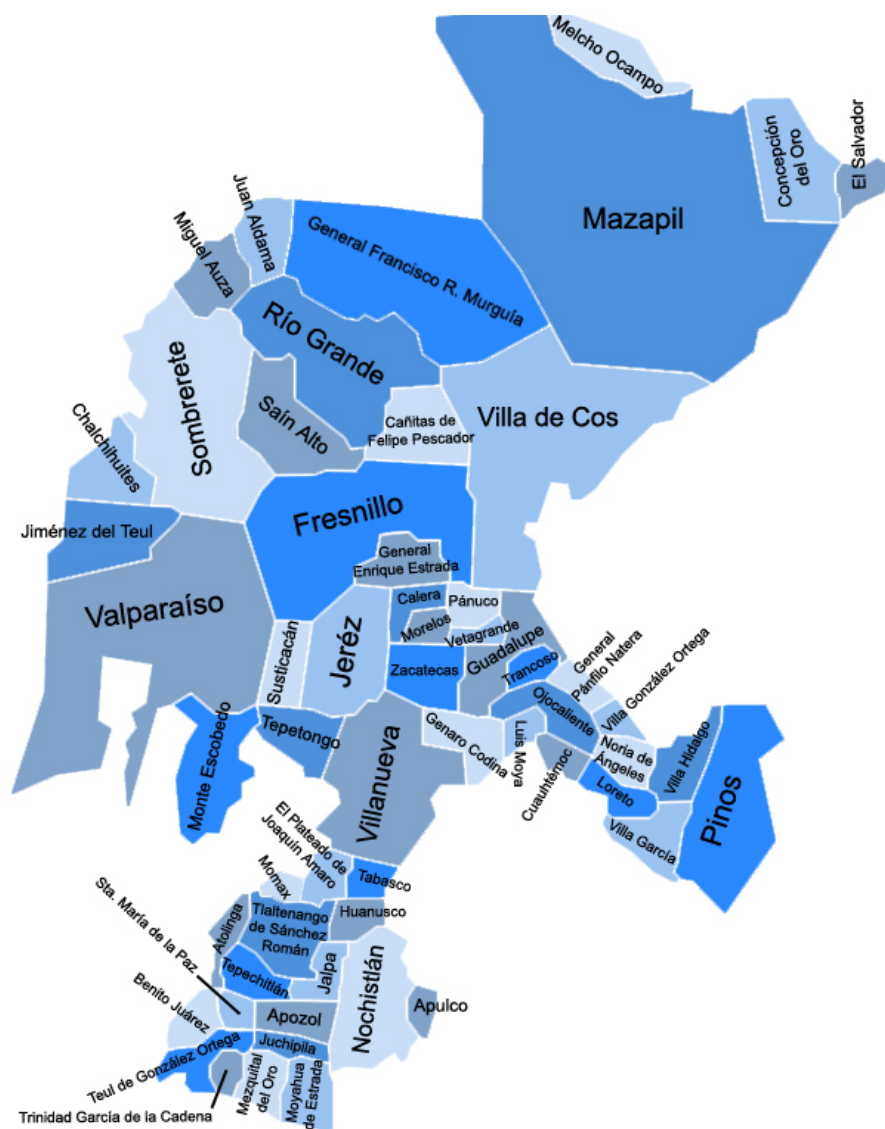 Melcho Ocampo
Concepción
del Oro
El Salvador
Mazapil
Juan Aldama
Miguel Auza
General Francisco R. Murguía
Río Grande
Sombrerete
Saín Alto
Cañitas de
Felipe Pescador
Villa de Cos
Chalchihuites
Jiménez del Teul
Fresnillo
General
Enrique Estrada
Valparaíso
Calera
Pánuco
Morelos
Vetagrande
Susticacán
Jeréz
Zacatecas
Guadalupe
Trancoso
General
Pánfilo Natera
Villa González Ortega
Ojocaliente
Monte Escobedo
Tepetongo
Genaro Codina
Luis Moya
Cuauhtémoc
Noria de
Ángeles
Villa Hidalgo
Loreto
Pinos
Villa García
Villanueva
El Plateado de
Joaquín Amaro
Tabasco
Momax
Sta. María
de la Paz
Atolinga
Tlaltenango
de Sánchez
Román
Huanusco
Tepechitlán
Jalpa
Nochistlán
Benito Juárez
Apozol
Apulco
Teul de González Ortega
Juchipila
Trinidad García de la Cadena
Mezquital
del Oro
Moyahua
de Estrada